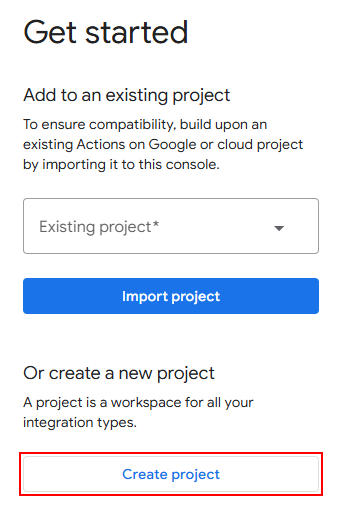 Get started
Add to an existing project
To ensure compatibility, build upon an
existing Actions on Google or cloud project
by importing it to this console.
Existing project*
Import project
Or create a new project
A project is a workspace for all your
integration types.
Create project